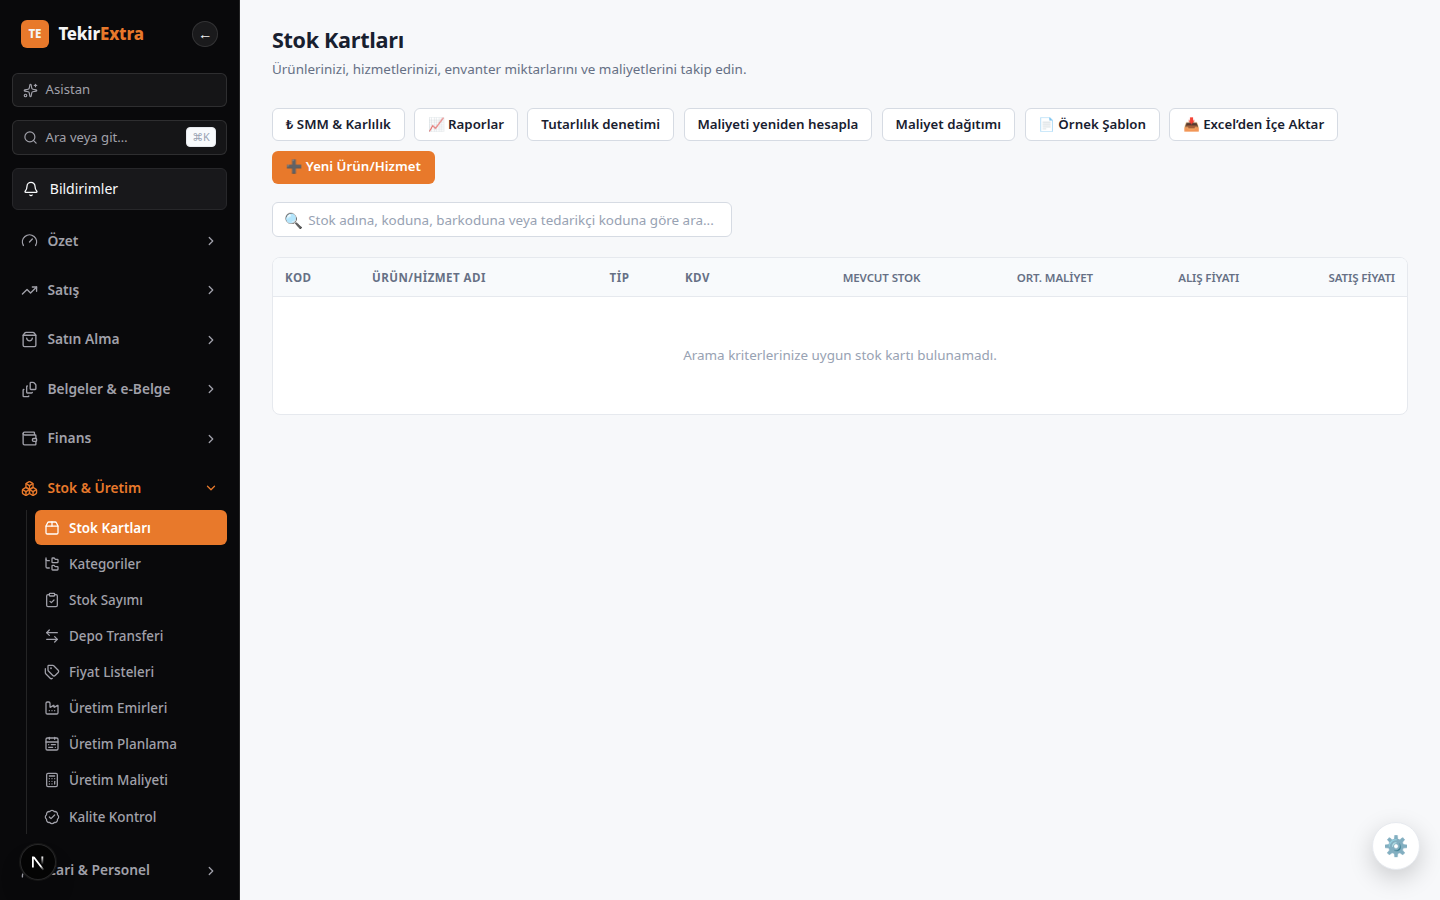 TE TekirExtra ←
Asistan
Ara veya git... ⌘K
Bildirimler
Özet
Satış
Satın Alma
Belgeler & e-Belge
Finans
Stok & Üretim
Stok Kartları
Kategoriler
Stok Sayımı
Depo Transferi
Fiyat Listeleri
Üretim Emirleri
Üretim Planlama
Üretim Maliyeti
Kalite Kontrol
N ari & Personel
Stok Kartları
Ürünlerinizi, hizmetlerinizi, envanter miktarlarını ve maliyetlerini takip edin.
₺ SMM & Karlılık 📈 Raporlar Tutarlılık denetimi Maliyeti yeniden hesapla Maliyet dağıtımı 📄 Örnek Şablon 📥 Excel'den İçe Aktar
➕ Yeni Ürün/Hizmet
🔍 Stok adına, koduna, barkoduna veya tedarikçi koduna göre ara...
KOD ÜRÜN/HİZMET ADI TİP KDV MEVCUT STOK ORT. MALİYET ALIŞ FİYATI SATIŞ FİYATI
Arama kriterlerinize uygun stok kartı bulunamadı.